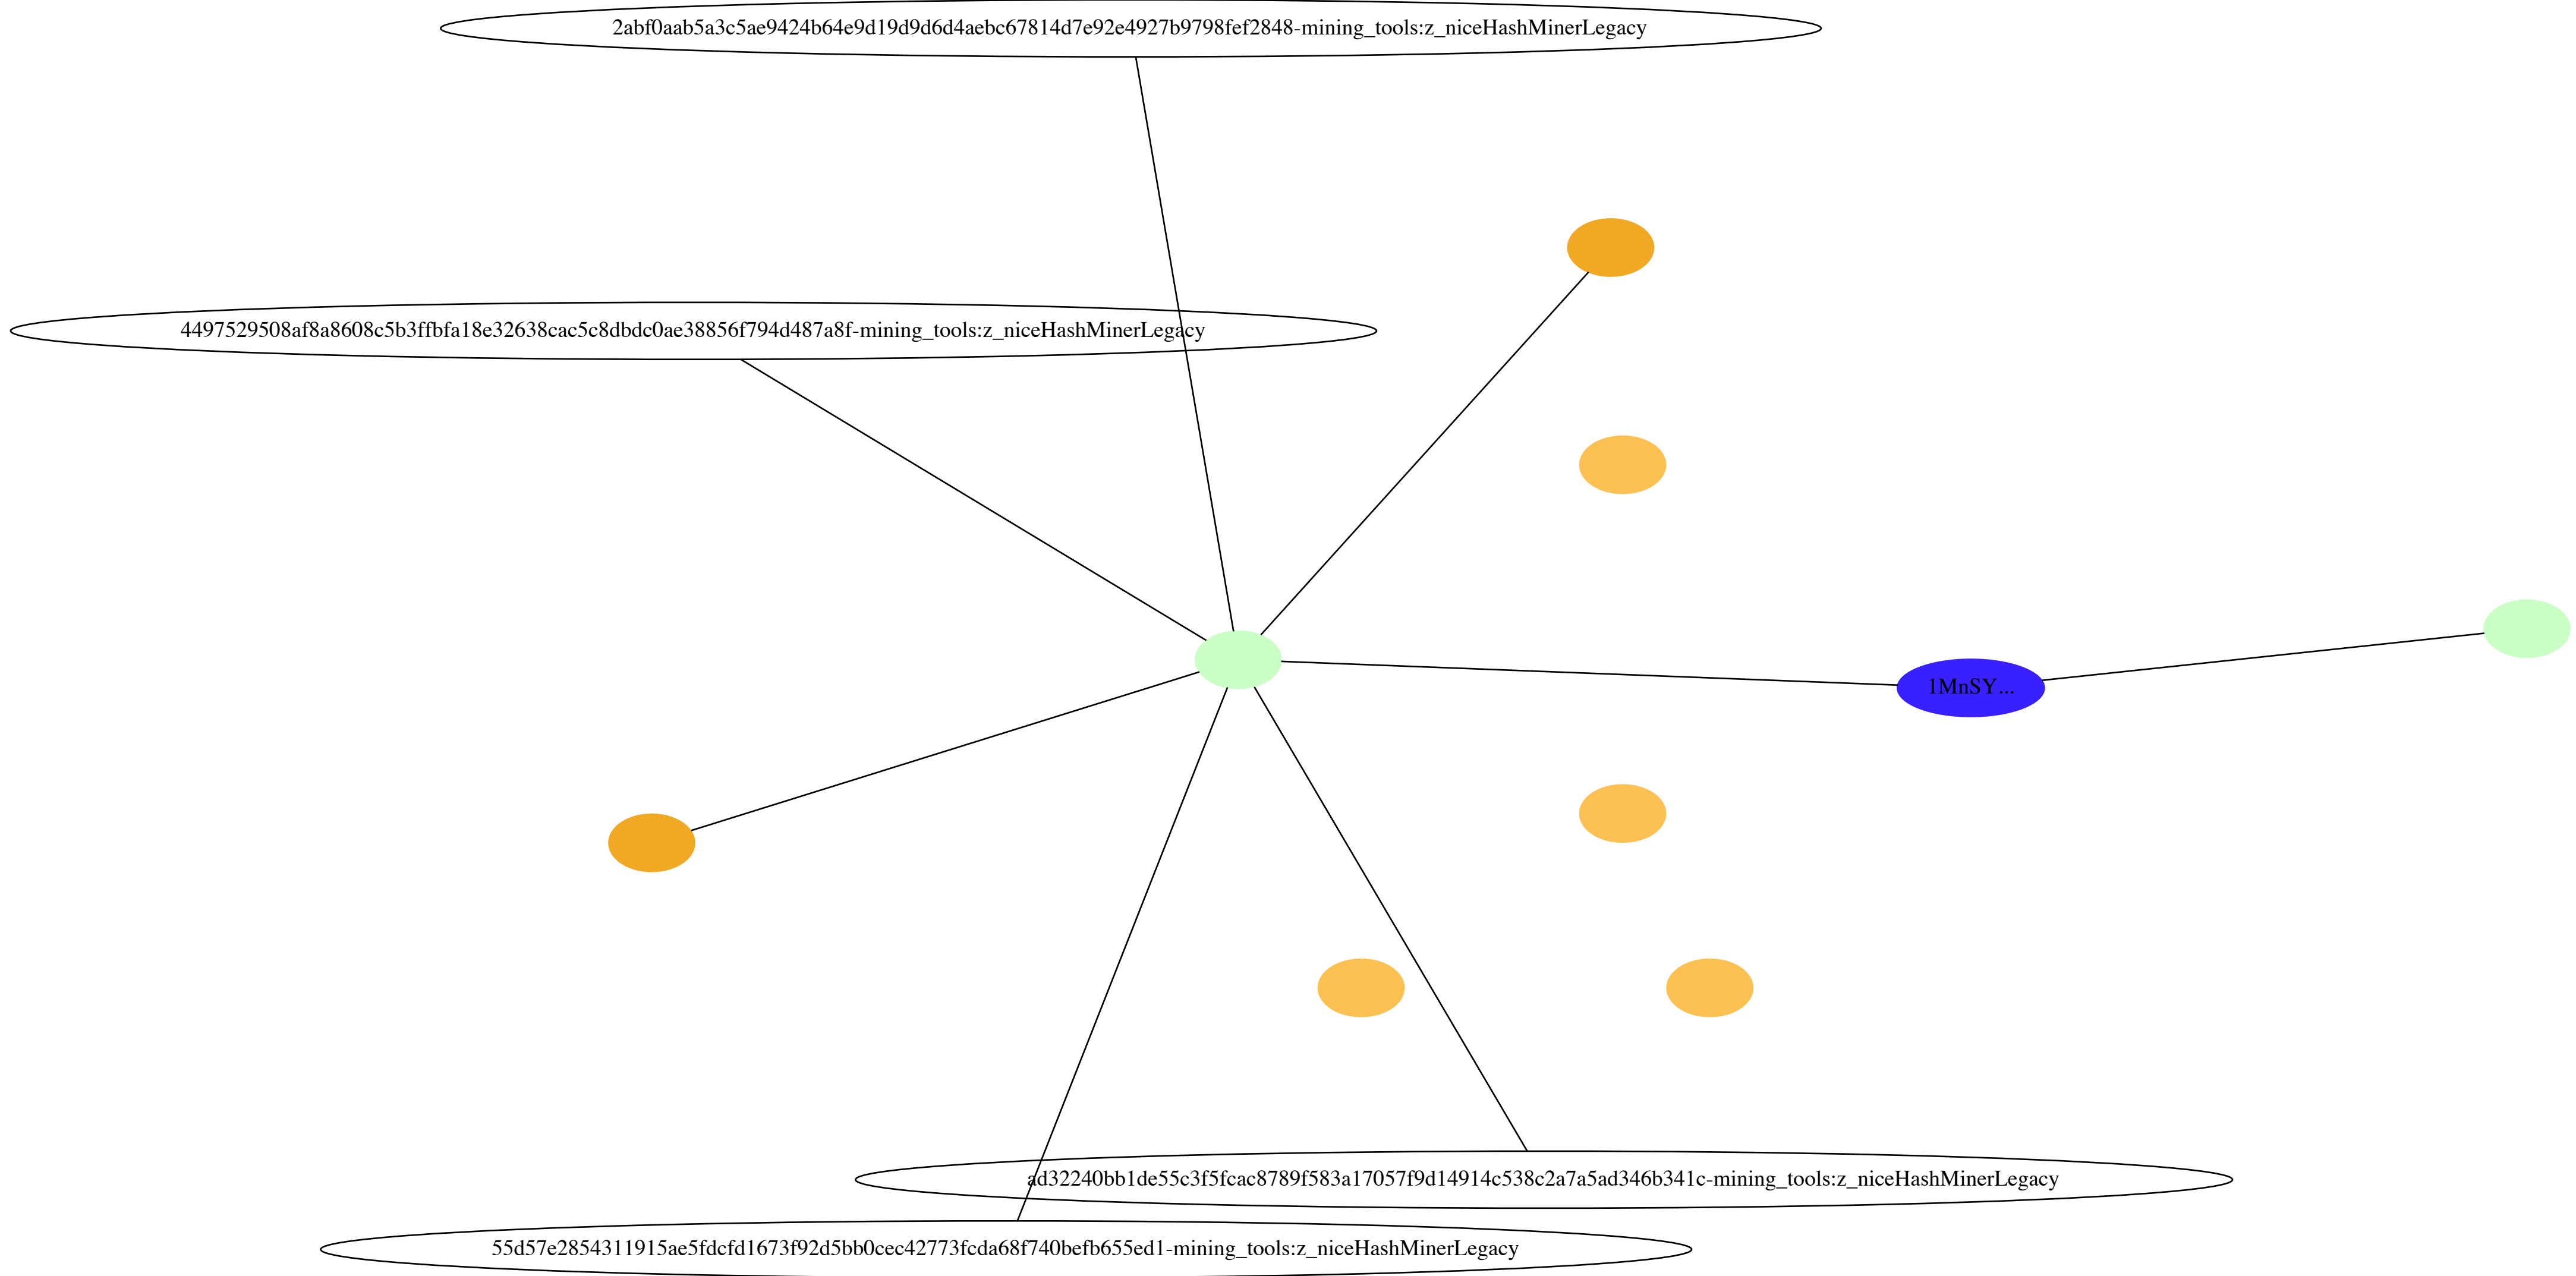 2abf0aab5a3c5ae9424b64e9d19d9d6d4aebc67814d7e92e4927b9798fef2848-mining_tools:z_niceHashMinerLegacy
4497529508af8a8608c5b3ffbfa18e32638cac5c8dbdc0ae38856f794d487a8f-mining_tools:z_niceHashMinerLegacy
1MnSY...
ad32240bb1de55c3f5fcac8789f583a17057f9d14914c538c2a7a5ad346b341c-mining_tools:z_niceHashMinerLegacy
55d57e2854311915ae5fdcfd1673f92d5bb0cec42773fcda68f740befb655ed1-mining_tools:z_niceHashMinerLegacy